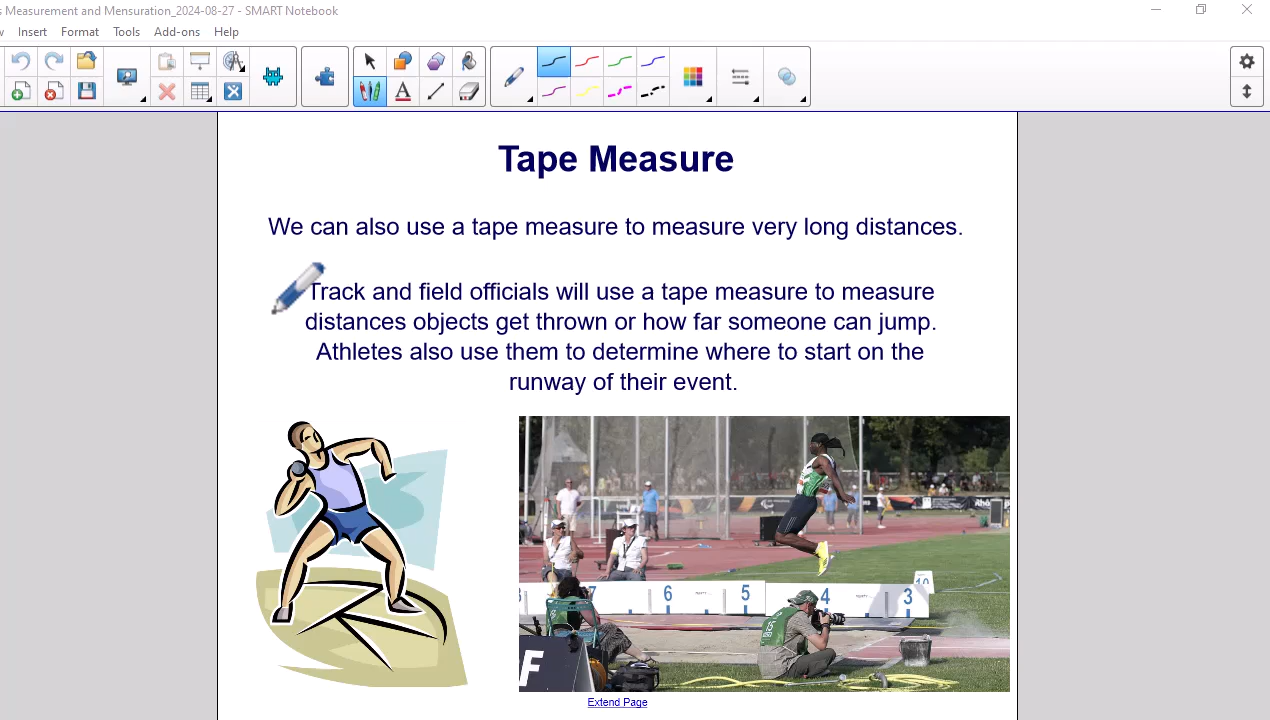 s Measurement and Mensuration_2024-08-27 - SMART Notebook
w Insert Format Tools Add-ons Help
Tape Measure
We can also use a tape measure to measure very long distances.
Track and field officials will use a tape measure to measure
distances objects get thrown or how far someone can jump.
Athletes also use them to determine where to start on the
runway of their event.
10
7 6 5 4 3
F
Extend Page